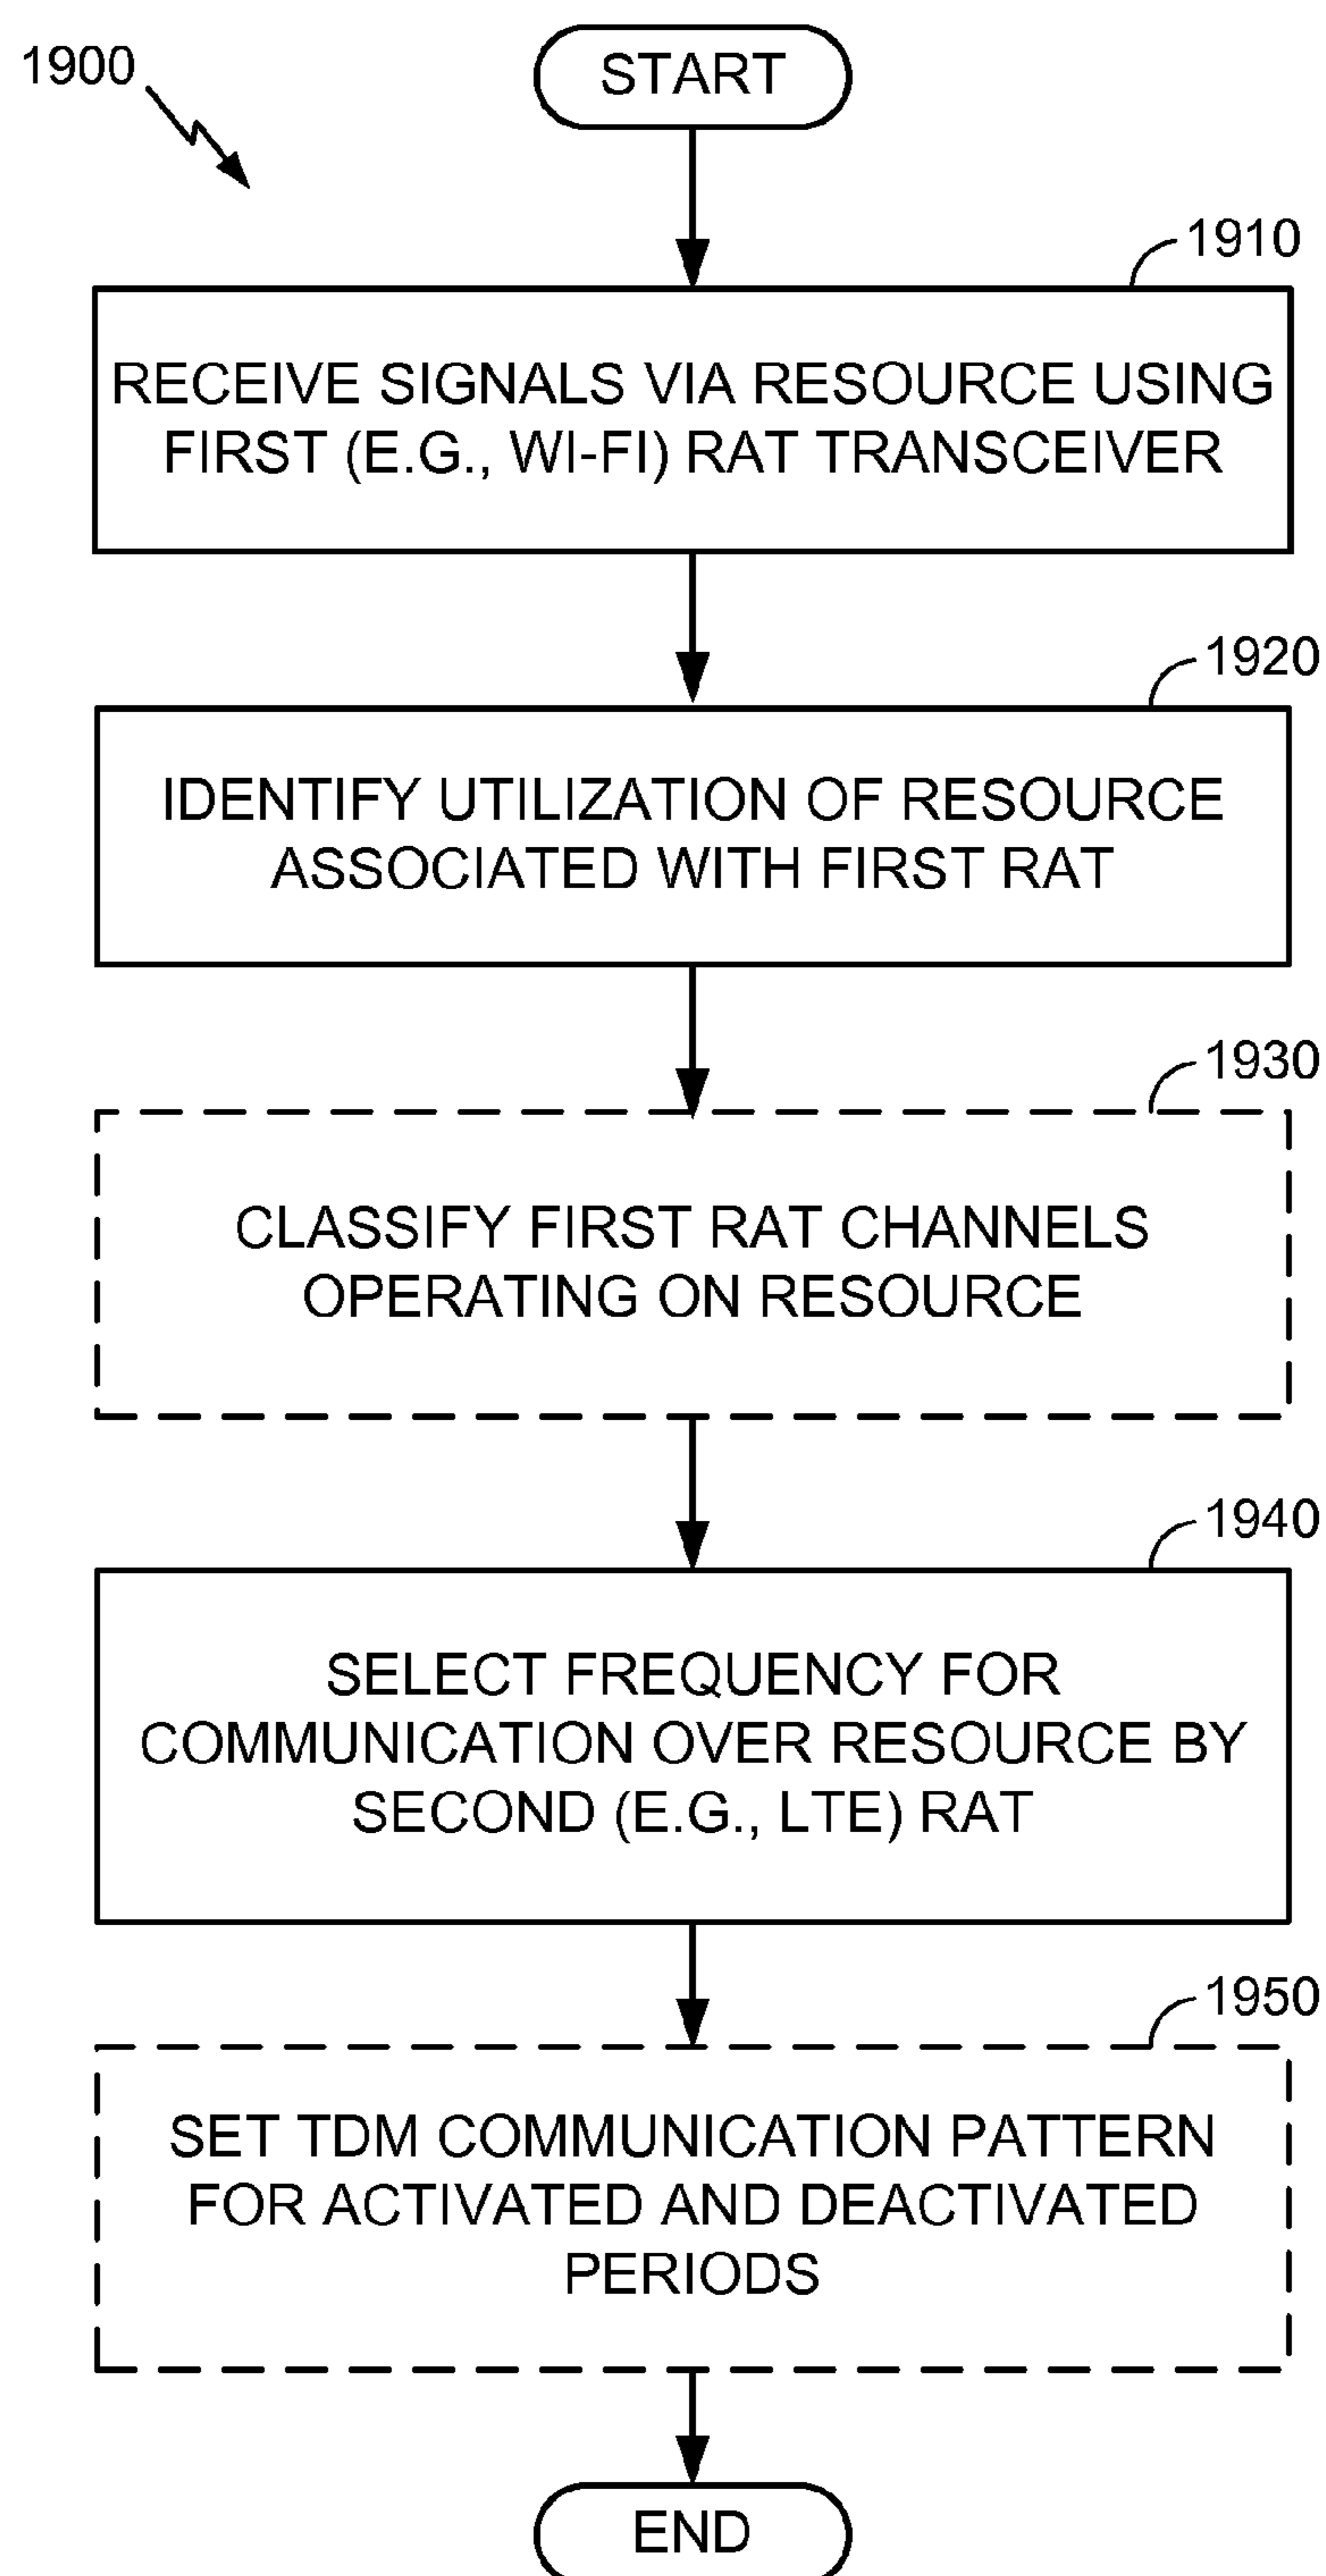 1900
START
1910
RECEIVE SIGNALS VIA RESOURCE USING
FIRST (E.G., WI-FI) RAT TRANSCEIVER
1920
IDENTIFY UTILIZATION OF RESOURCE
ASSOCIATED WITH FIRST RAT
1930
CLASSIFY FIRST RAT CHANNELS
OPERATING ON RESOURCE
1940
SELECT FREQUENCY FOR
COMMUNICATION OVER RESOURCE BY
SECOND (E.G., LTE) RAT
1950
SET TDM COMMUNICATION PATTERN
FOR ACTIVATED AND DEACTIVATED
PERIODS
END